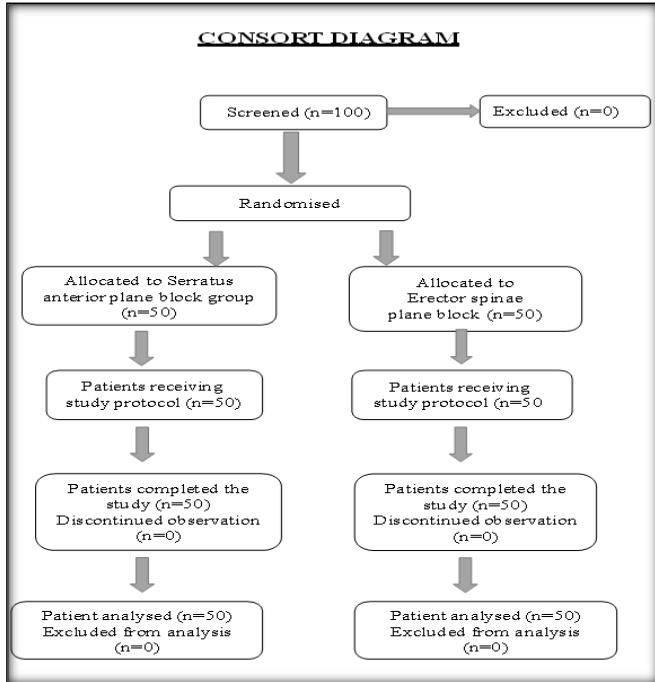 CONSORT DIAGRAM
Screened (n=100)
Excluded (n=0)
Randomised
Allocated to Serratus
anterior plane block group
(n=50)
Allocated to
Erector spinae
plane block (n=50)
Patients receiving
study protocol (n=50)
Patients receiving
study protocol (n=50
Patients completed the
study (n=50)
Discontinued observation
(n=0)
Patients completed the
study (n=50)
Discontinued observation
(n=0)
Patient analysed (n=50)
Excluded from analysis
(n=0)
Patient analysed (n=50)
Excluded from analysis
(n=0)